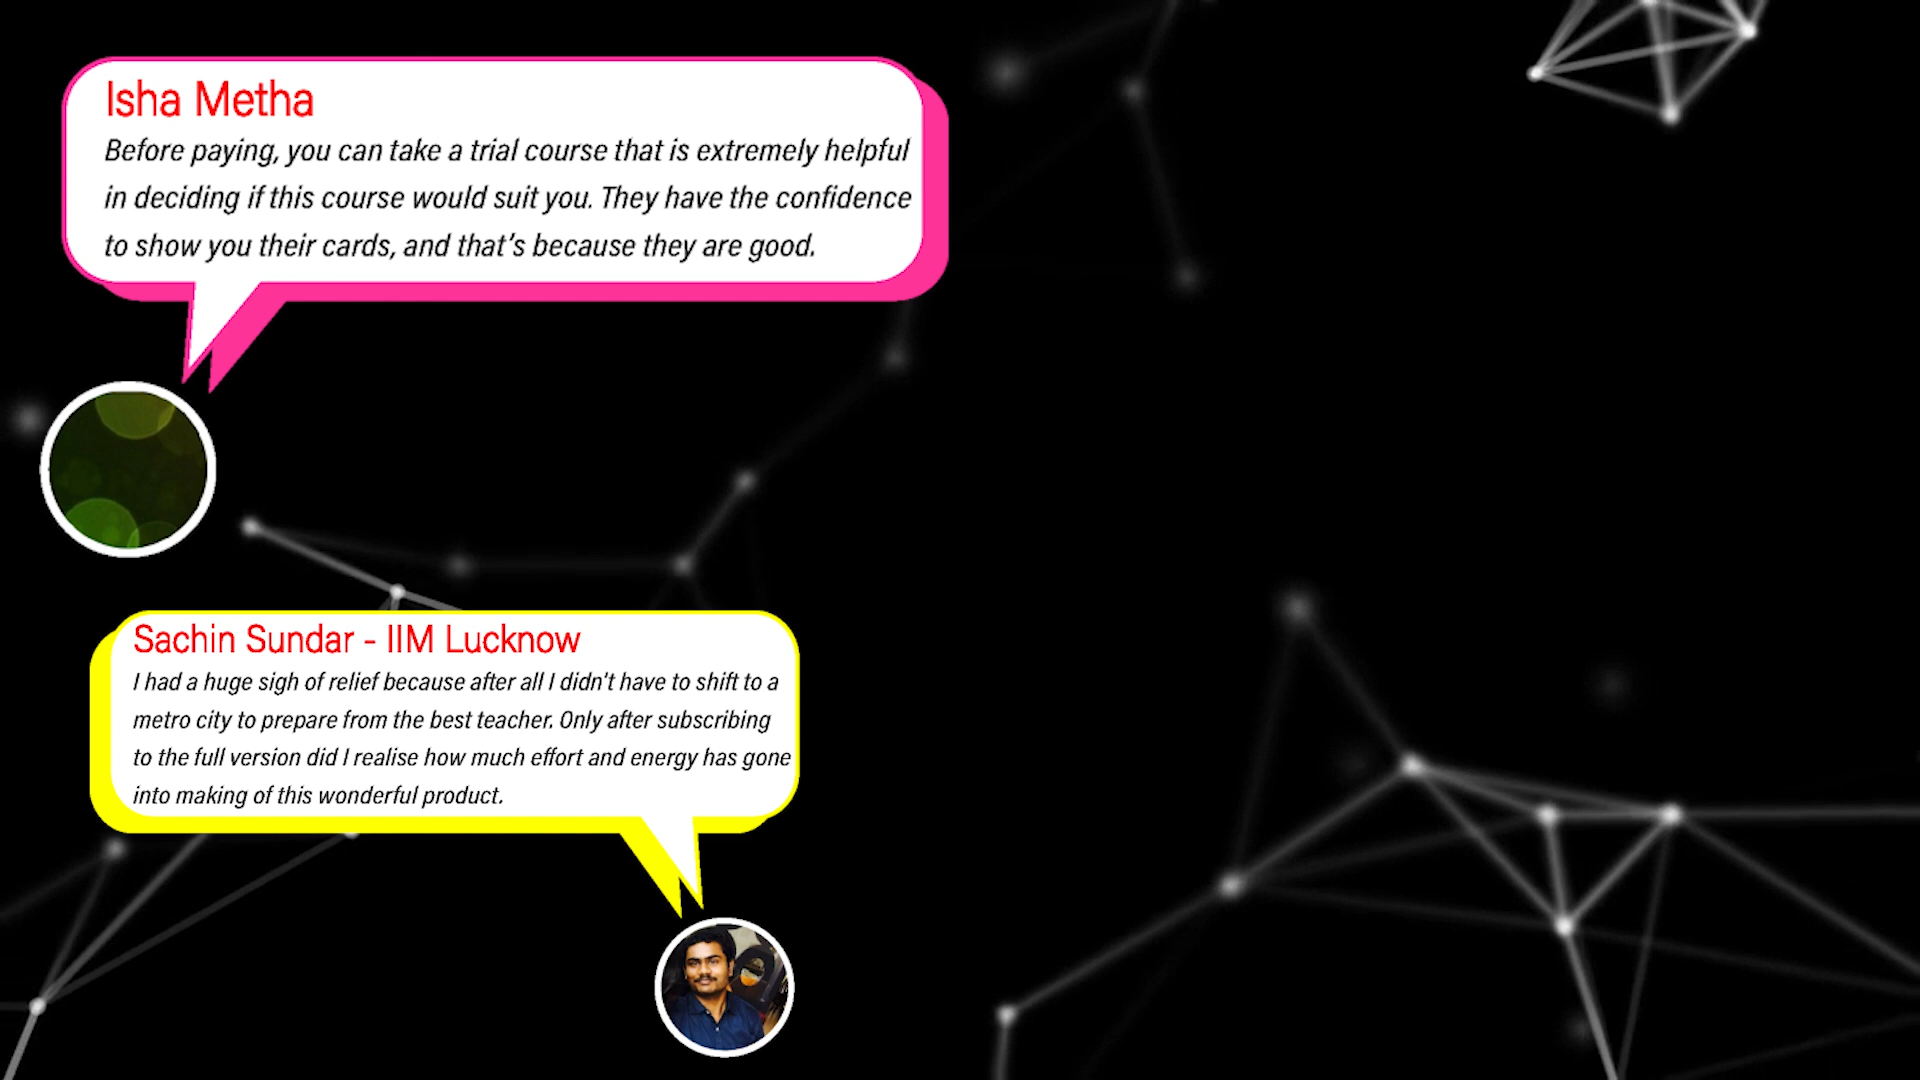 Isha Metha
Before paying, you can take a trial course that is extremely helpful
in deciding if this course would suit you. They have the confidence
to show you their cards, and that's because they are good.
Sachin Sundar - IIM Lucknow
I had a huge sigh of relief because after all I didn't have to shift to a
metro city to prepare from the best teacher. Only after subscribing
to the full version did I realise how much effort and energy has gone
into making of this wonderful product.